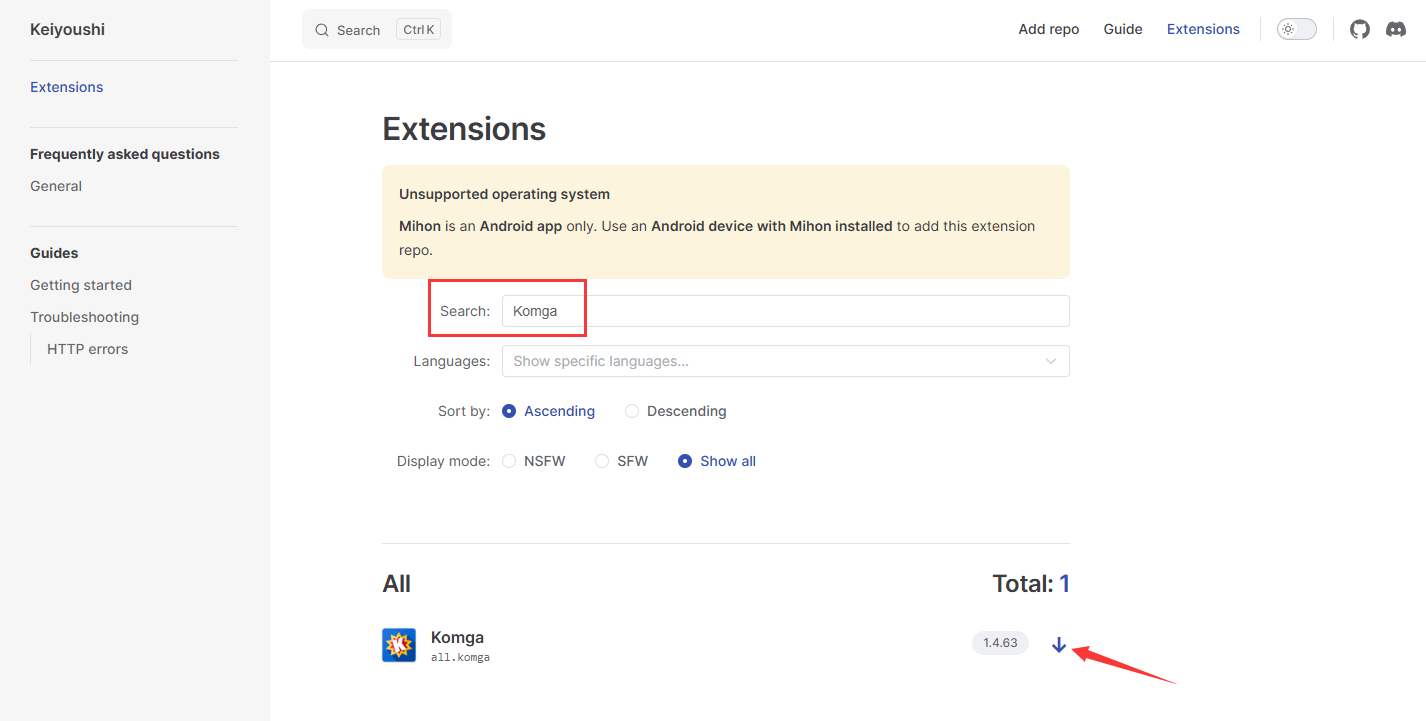 Keiyoushi
Extensions
Frequently asked questions
General
Guides
Getting started
Troubleshooting
HTTP errors
Search Ctrl K
Add repo Guide Extensions
Extensions
Unsupported operating system
Mihon is an Android app only. Use an Android device with Mihon installed to add this extension
repo.
Search: Komga
Languages: Show specific languages...
Sort by: Ascending Descending
Display mode: NSFW SFW Show all
All Total: 1
K
Komga 1.4.63
all.komga